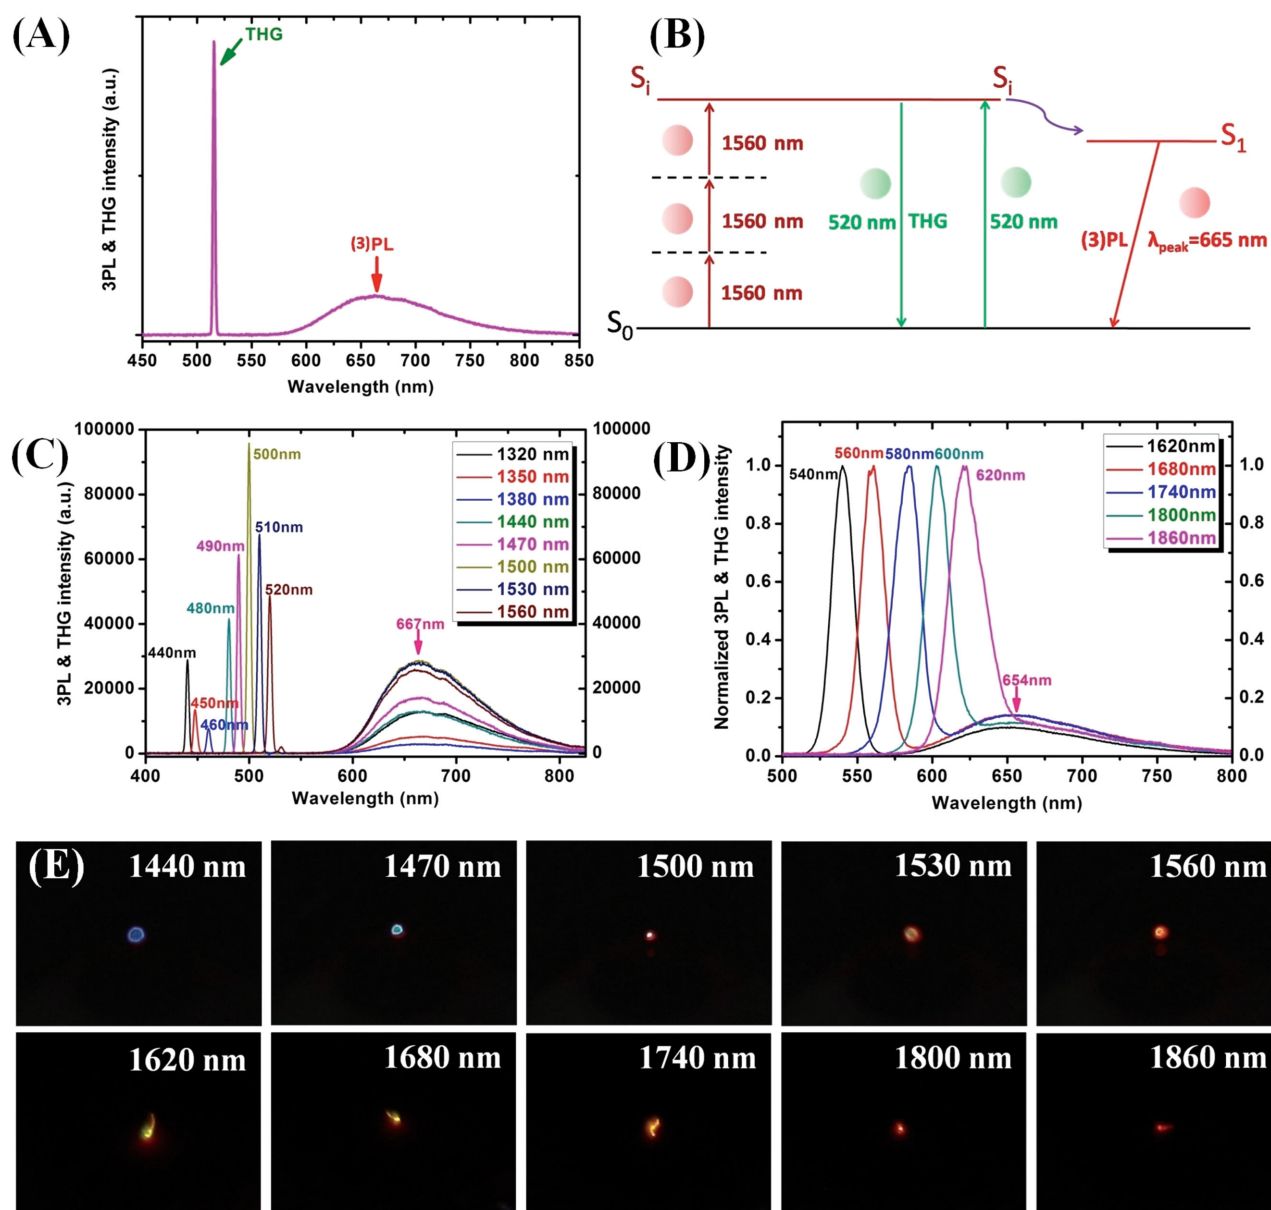 (A)
THG
(3)PL
3PL & THG intensity (a.u.)
450 500 550 600 650 700 750 800 850
Wavelength (nm)
(B)
Si Si
1560 nm
S1
1560 nm
520 nm THG 520 nm
(3)PL λpeak=665 nm
1560 nm
S0
(C)
3PL & THG intensity (a.u.)
100000 100000
80000 80000
60000 60000
40000 40000
20000 20000
0 0
500nm
510nm
490nm
520nm
480nm
440nm
450nm
460nm
667nm
1320 nm
1350 nm
1380 nm
1440 nm
1470 nm
1500 nm
1530 nm
1560 nm
400 500 600 700 800
Wavelength (nm)
(D)
Normalized 3PL & THG intensity
1.0 1.0
0.8 0.8
0.6 0.6
0.4 0.4
0.2 0.2
0.0 0.0
560nm 580nm 600nm
540nm 620nm
654nm
1620nm
1680nm
1740nm
1800nm
1860nm
500 550 600 650 700 750 800
Wavelength (nm)
(E)
1440 nm 1470 nm 1500 nm 1530 nm 1560 nm
1620 nm 1680 nm 1740 nm 1800 nm 1860 nm